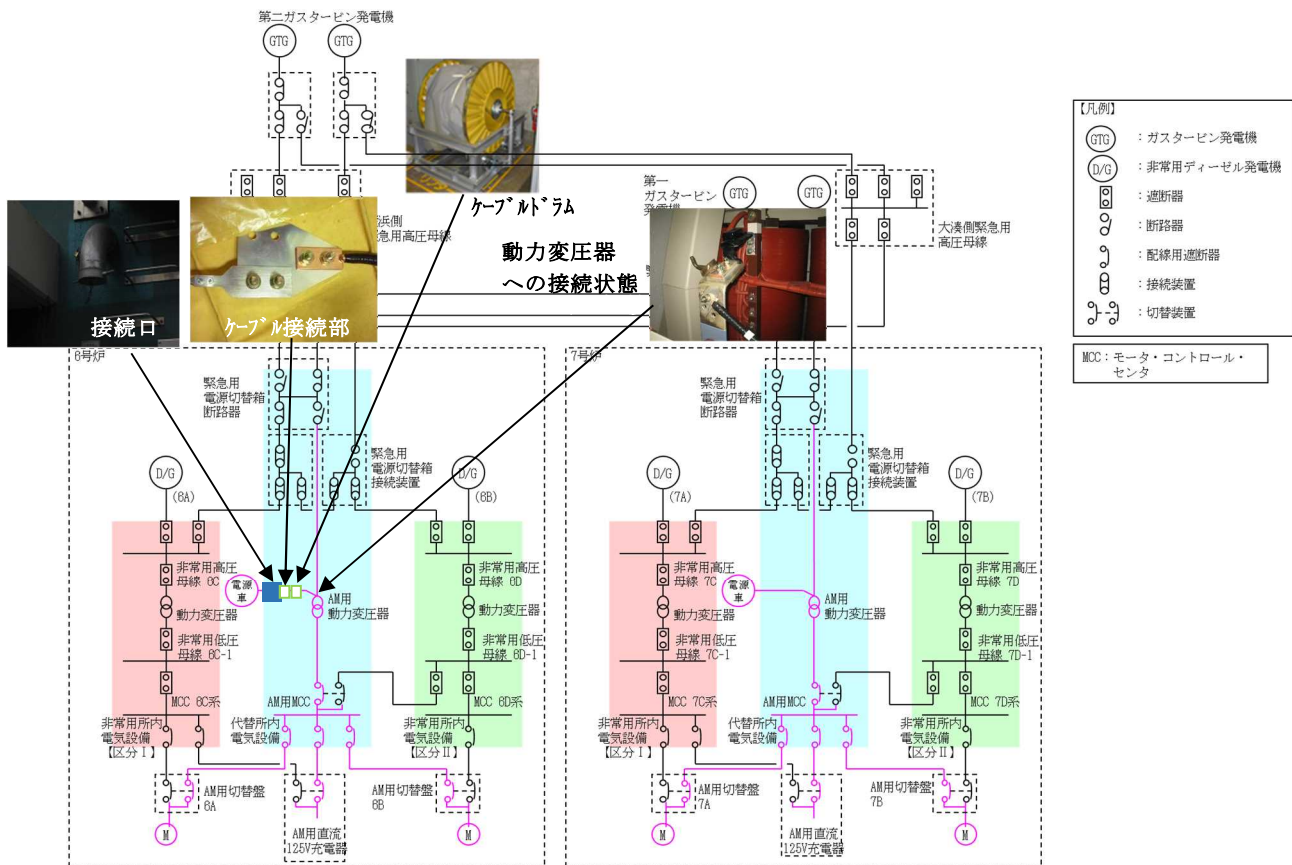 第二ガスタービン発電機
GTG
GTG
ケーブルドラム
浜側
急用高圧母線
第一
ガスタービン
GTG
GTG
大湊側緊急用
高圧母線
動力変圧器
への接続状態
接続口
ケーブル接続部
【凡例】
GTG
:ガスタービン発電機
D/G
:非常用ディーゼル発電機
:遮断器
:断路器
:配線用遮断器
:接続装置
:切替装置
MCC:モータ・コントロール・
センタ
6号炉
緊急用
電源切替箱
断路器
緊急用
電源切替箱
接続装置
D/G
(6A)
D/G
(6B)
非常用高圧
母線 6C
電源
車
AM用
動力変圧器
非常用高圧
母線 6D
動力変圧器
動力変圧器
非常用低圧
母線 6C-1
非常用低圧
母線 6D-1
MCC 6C系
AM用MCC
MCC 6D系
非常用所内
電気設備
【区分Ⅰ】
代替所内
電気設備
非常用所内
電気設備
【区分Ⅱ】
AM用切替盤
6A
AM用切替盤
6B
M
AM用直流
125V充電器
M
7号炉
緊急用
電源切替箱
断路器
緊急用
電源切替箱
接続装置
D/G
(7A)
D/G
(7B)
非常用高圧
母線 7C
電源
車
AM用
動力変圧器
非常用高圧
母線 7D
動力変圧器
動力変圧器
非常用低圧
母線 7C-1
非常用低圧
母線 7D-1
MCC 7C系
AM用MCC
MCC 7D系
非常用所内
電気設備
【区分Ⅰ】
代替所内
電気設備
非常用所内
電気設備
【区分Ⅱ】
AM用切替盤
7A
AM用切替盤
7B
M
AM用直流
125V充電器
M